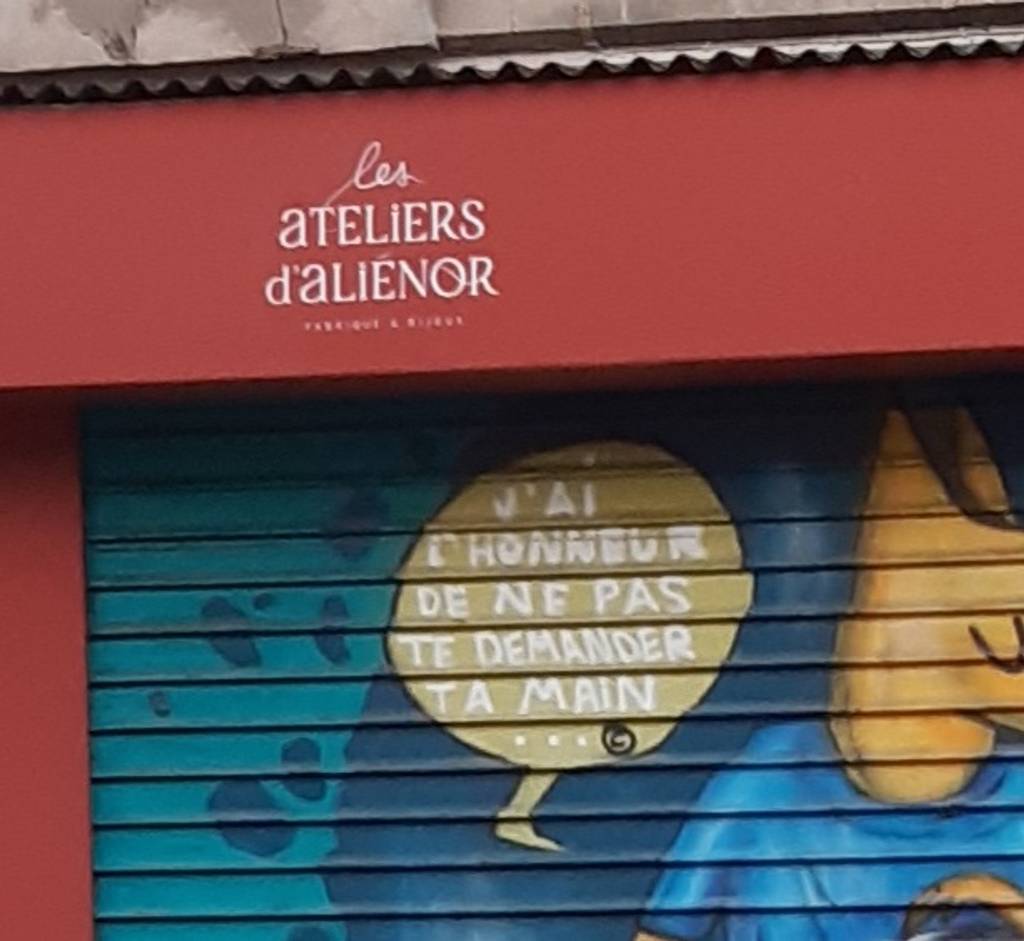 les
aTELiERS
d'aLiÉNOR
FABRIQUE À BIJOUX
J'AI
L'HONNEUR
DE NE PAS
TE DEMANDER
TA MAiN
...